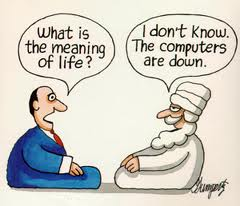 What is
the meaning
of life?
I don't know.
The computers
are down.